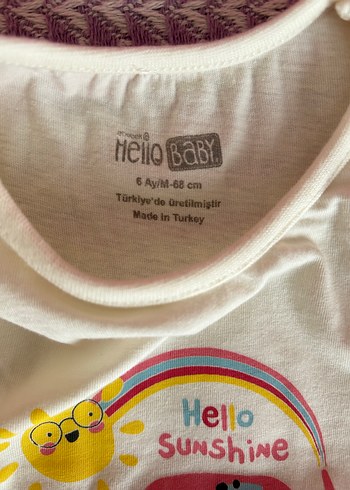 Hello BABY
6 Ay/M-68 cm
Türkiye'de üretilmiştir
Made in Turkey
Hello
SUNSHINE